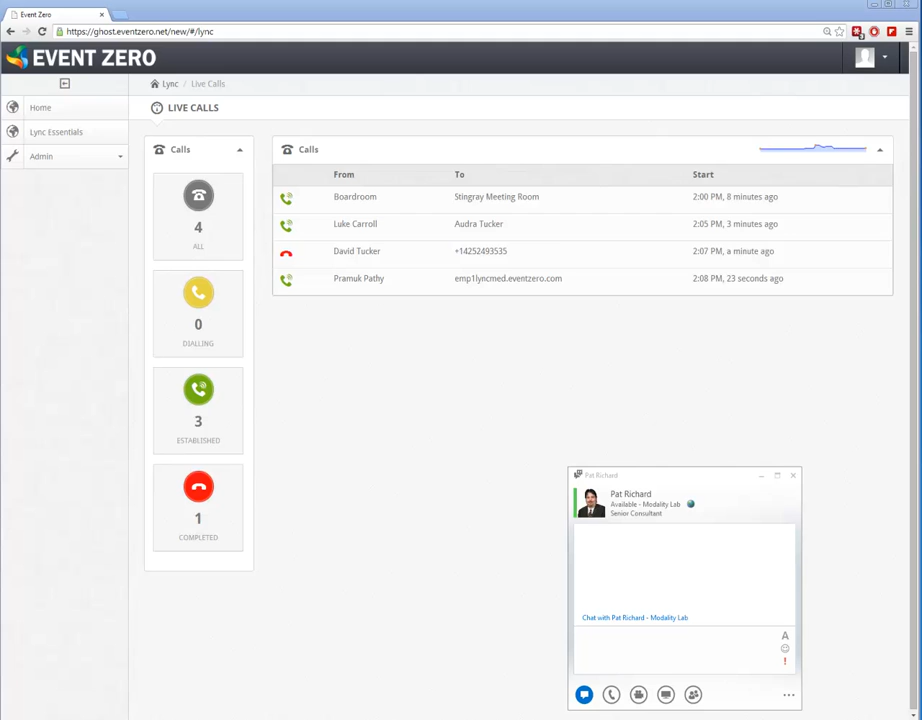 Event Zero
https://ghost.eventzero.net/new/#/lync
EVENT ZERO
Lync / Live Calls
Home
LIVE CALLS
Lync Essentials
Admin
Calls
4
ALL
0
DIALLING
3
ESTABLISHED
1
COMPLETED
Calls
From To Start
Boardroom Stingray Meeting Room 2:00 PM, 8 minutes ago
Luke Carroll Audra Tucker 2:05 PM, 3 minutes ago
David Tucker +14252493535 2:07 PM, a minute ago
Pramuk Pathy emp1lyncmed.eventzero.com 2:08 PM, 23 seconds ago
Pat Richard
Pat Richard
Available - Modality Lab
Senior Consultant
Chat with Pat Richard - Modality Lab
A
!